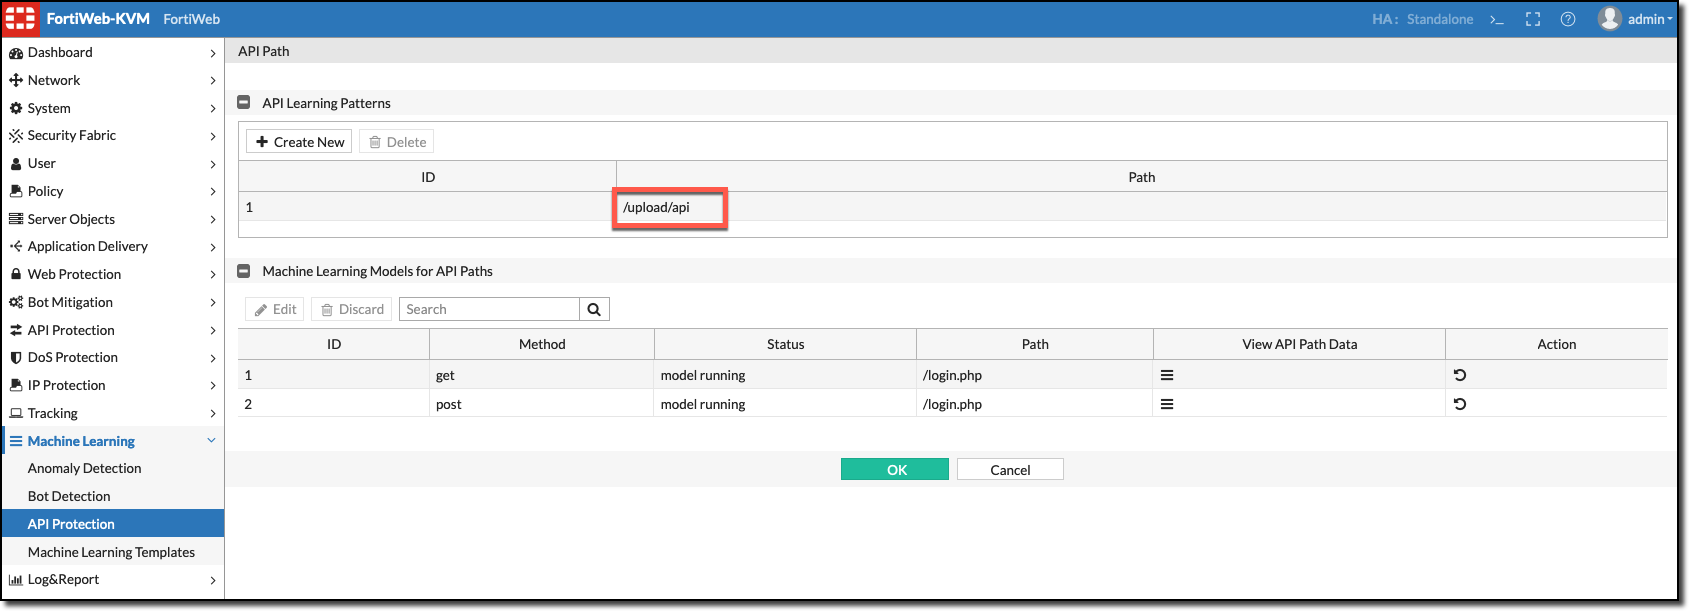 FortiWeb-KVM FortiWeb HA: Standalone >_ ? admin
Dashboard
Network
System
Security Fabric
User
Policy
Server Objects
Application Delivery
Web Protection
Bot Mitigation
API Protection
DoS Protection
IP Protection
Tracking
Machine Learning
Anomaly Detection
Bot Detection
API Protection
Machine Learning Templates
Log&Report
API Path
API Learning Patterns
Create New Delete
ID Path
1 /upload/api
Machine Learning Models for API Paths
Edit Discard Search
ID Method Status Path View API Path Data Action
1 get model running /login.php
2 post model running /login.php
OK Cancel